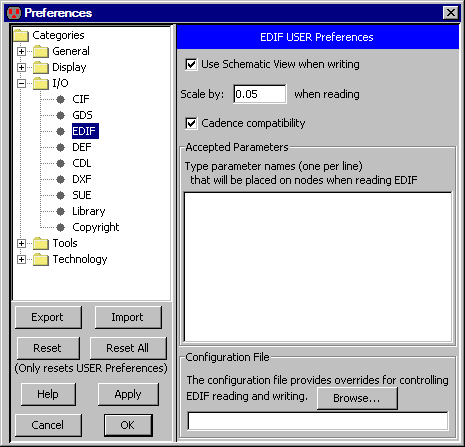 Preferences
Categories
General
Display
I/O
CIF
GDS
EDIF
DEF
CDL
DXF
SUE
Library
Copyright
Tools
Technology
Export Import
Reset Reset All
(Only resets USER Preferences)
Help Apply
Cancel OK
EDIF USER Preferences
Use Schematic View when writing
Scale by: 0.05 when reading
Cadence compatibility
Accepted Parameters
Type parameter names (one per line)
that will be placed on nodes when reading EDIF
Configuration File
The configuration file provides overrides for controlling
EDIF reading and writing. Browse...